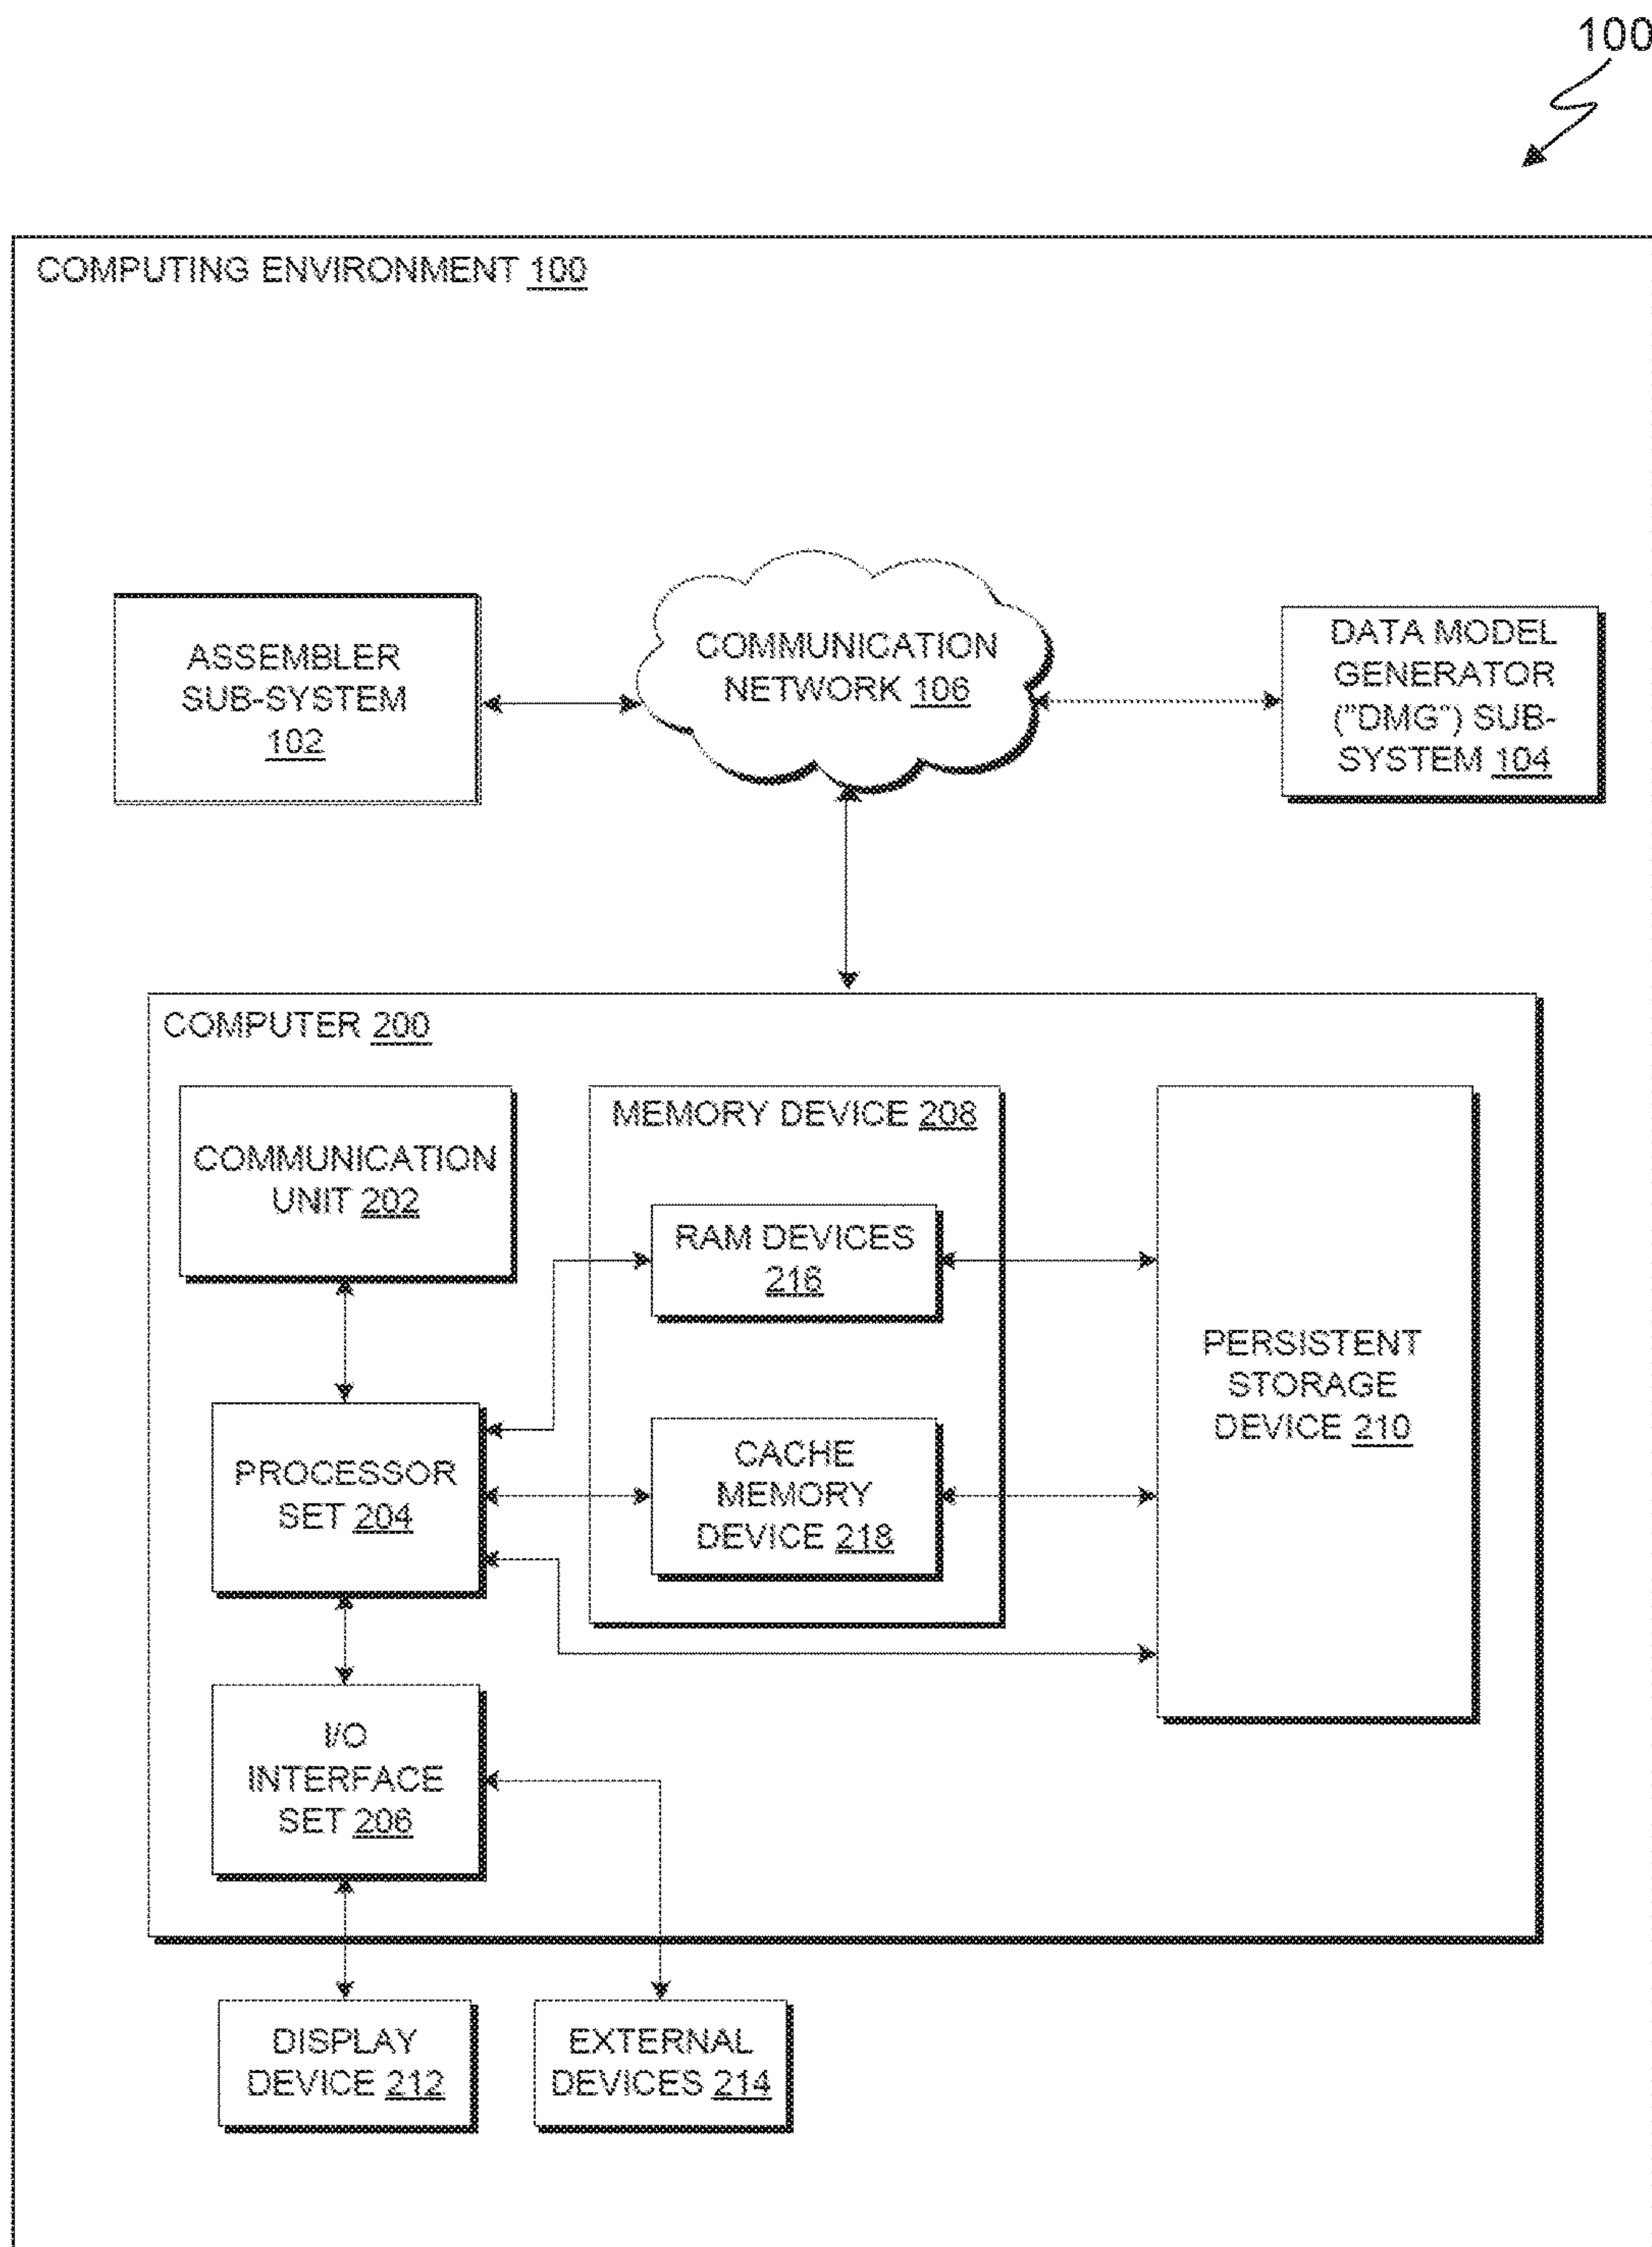 100
COMPUTING ENVIRONMENT 100
ASSEMBLER
SUB-SYSTEM
102
COMMUNICATION
NETWORK 106
DATA MODEL
GENERATOR
("DMG") SUB-
SYSTEM 104
COMPUTER 200
COMMUNICATION
UNIT 202
MEMORY DEVICE 208
RAM DEVICES
216
PERSISTENT
STORAGE
DEVICE 210
PROCESSOR
SET 204
CACHE
MEMORY
DEVICE 218
I/O
INTERFACE
SET 206
DISPLAY
DEVICE 212
EXTERNAL
DEVICES 214